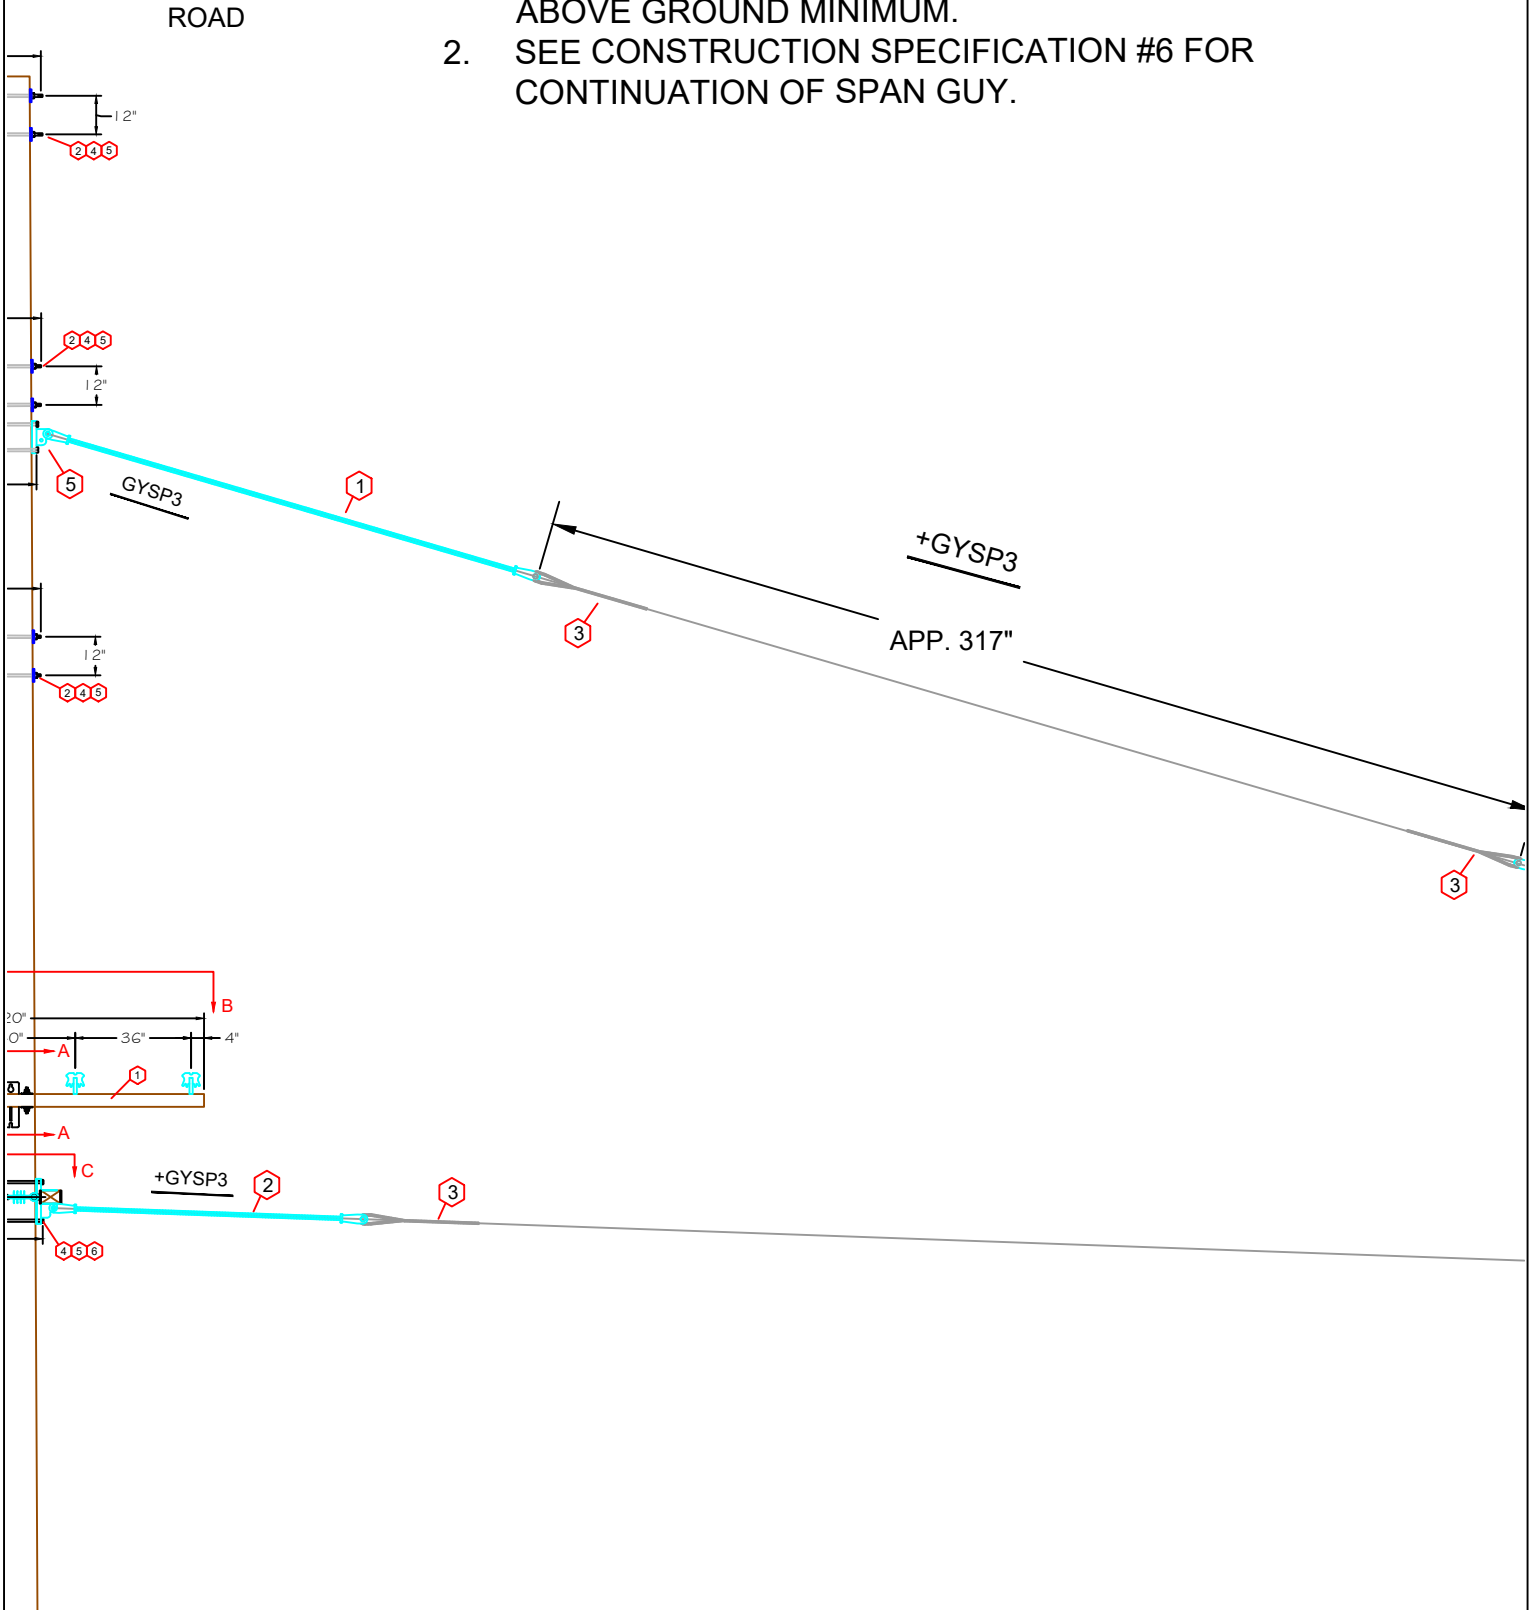 ROAD
ABOVE GROUND MINIMUM.
2. SEE CONSTRUCTION SPECIFICATION #6 FOR
CONTINUATION OF SPAN GUY.
12"
2 4 5
2 4 5
12"
5
GYSP3
1
+GYSP3
3
APP. 317"
12"
2 4 5
3
B
20"
0" 36" 4"
A
1
A
C
+GYSP3
2
3
4 5 6